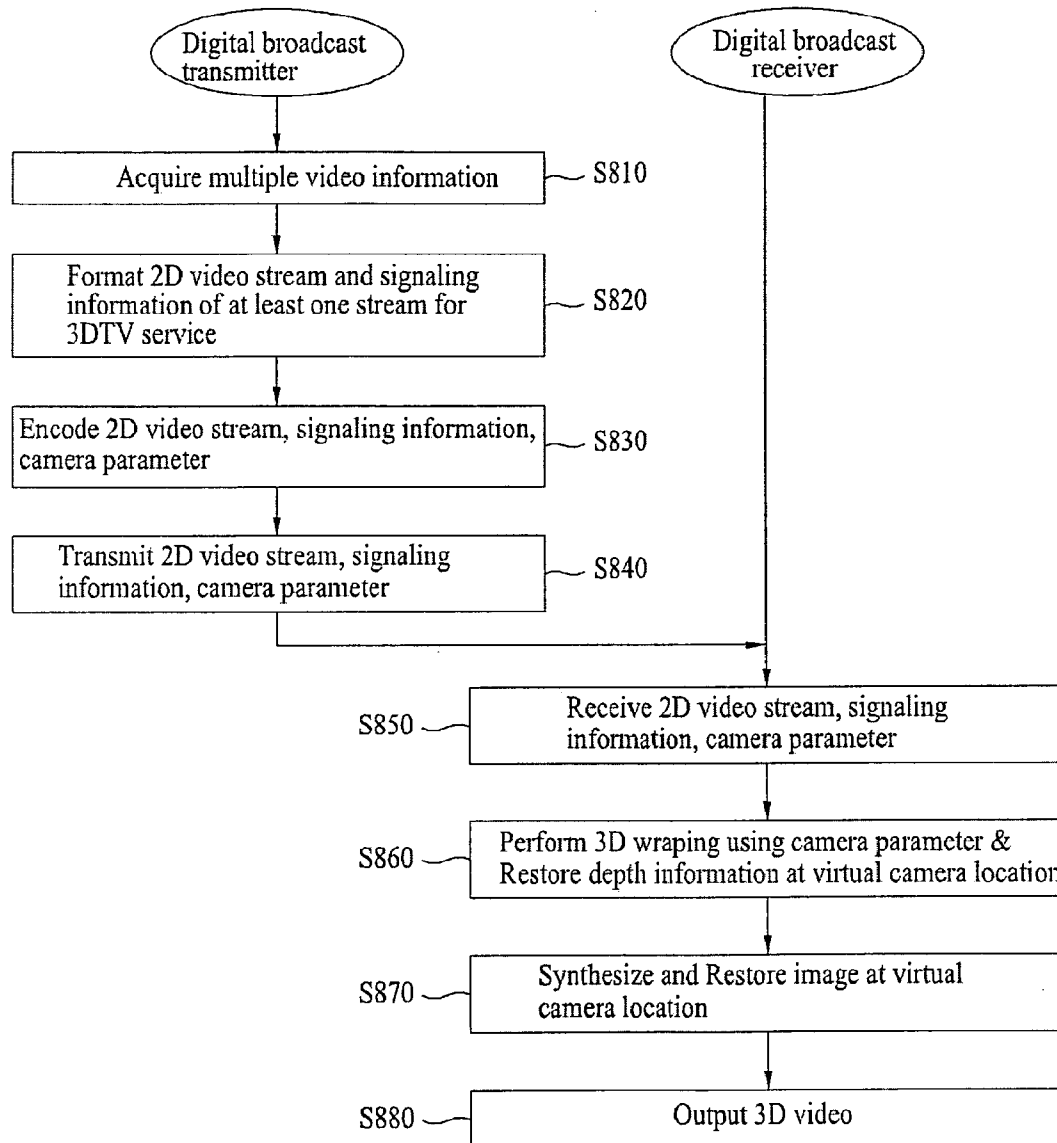 Digital broadcast
transmitter
Digital broadcast
receiver
Acquire multiple video information
S810
Format 2D video stream and signaling
information of at least one stream for
3DTV service
S820
Encode 2D video stream, signaling information,
camera parameter
S830
Transmit 2D video stream, signaling
information, camera parameter
S840
S850
Receive 2D video stream, signaling
information, camera parameter
S860
Perform 3D wraping using camera parameter &
Restore depth information at virtual camera location
S870
Synthesize and Restore image at virtual
camera location
S880
Output 3D video